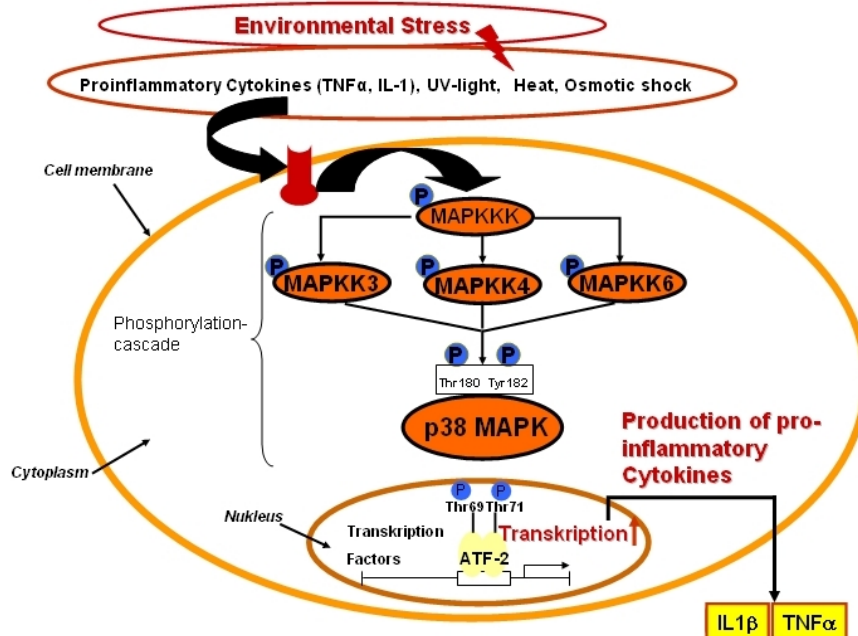 Environmental Stress
Proinflammatory Cytokines (TNFα, IL-1), UV-light, Heat, Osmotic shock
Cell membrane
P
MAPKKK
P
MAPKK3
P
MAPKK4
P
MAPKK6
Phosphorylation-
cascade
P
P
Thr180 Tyr182
p38 MAPK
Production of pro-
inflammatory
Cytokines
Cytoplasm
P
P
Thr69 Thr71
Nukleus
Transkription
Factors
ATF-2
Transkription
IL1β
TNFα